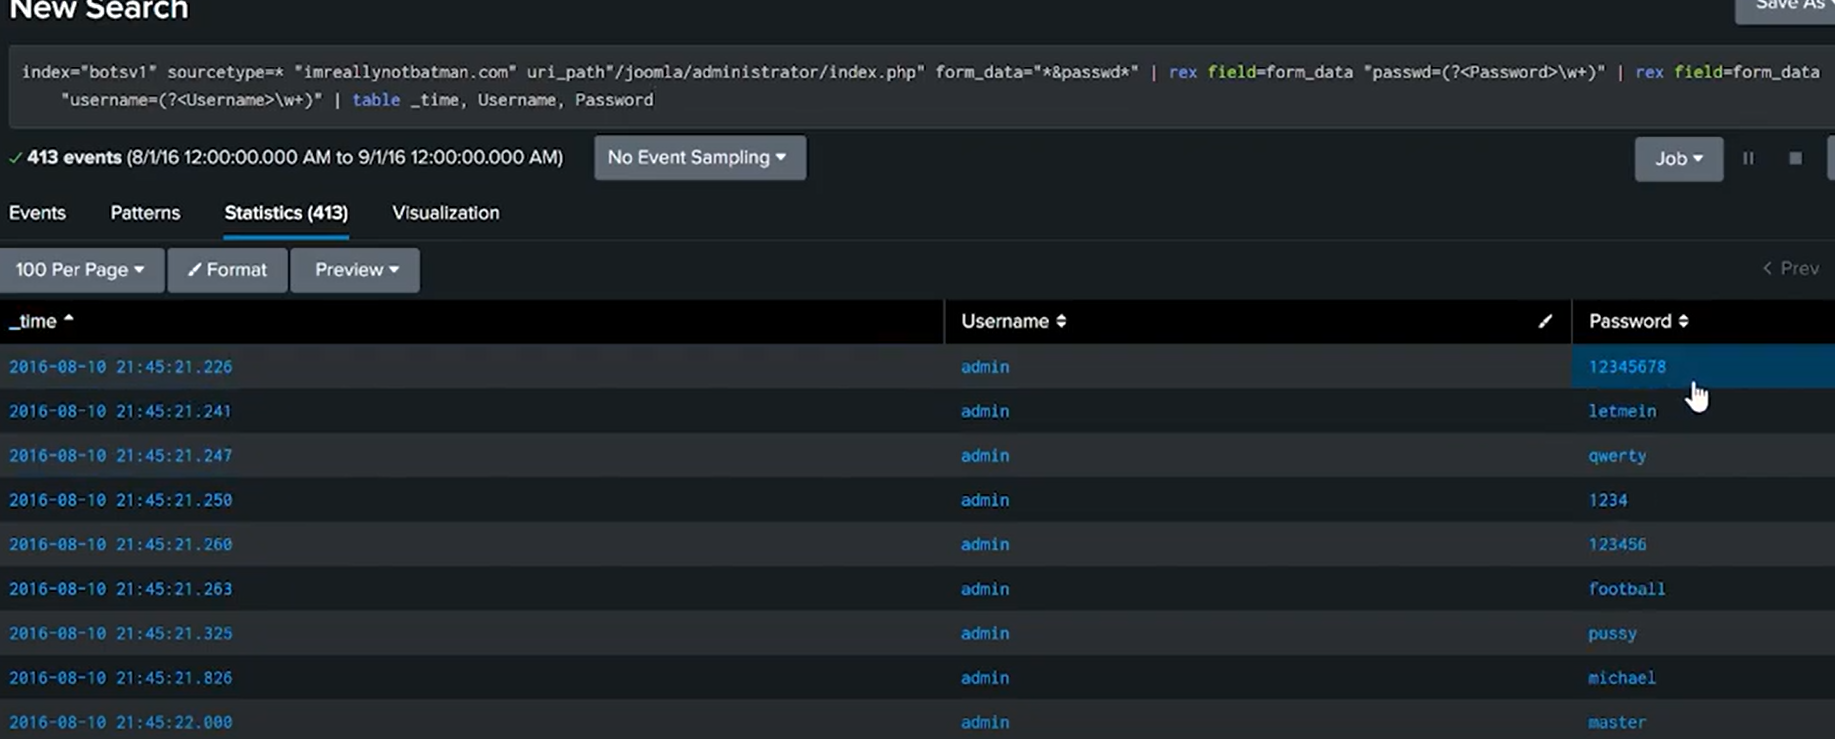 New Search
Save As
index="botsv1" sourcetype=* "imreallynotbatman.com" uri_path"/joomla/administrator/index.php" form_data="*&passwd*" | rex field=form_data "passwd=(?<Password>\w+)" | rex field=form_data
"username=(?<Username>\w+)" | table _time, Username, Password
413 events (8/1/16 12:00:00.000 AM to 9/1/16 12:00:00.000 AM) No Event Sampling Job
Events Patterns Statistics (413) Visualization
100 Per Page Format Preview < Prev
_time Username Password
2016-08-10 21:45:21.226 admin 12345678
2016-08-10 21:45:21.241 admin letmein
2016-08-10 21:45:21.247 admin qwerty
2016-08-10 21:45:21.250 admin 1234
2016-08-10 21:45:21.260 admin 123456
2016-08-10 21:45:21.263 admin football
2016-08-10 21:45:21.325 admin pussy
2016-08-10 21:45:21.826 admin michael
2016-08-10 21:45:22.000 admin master